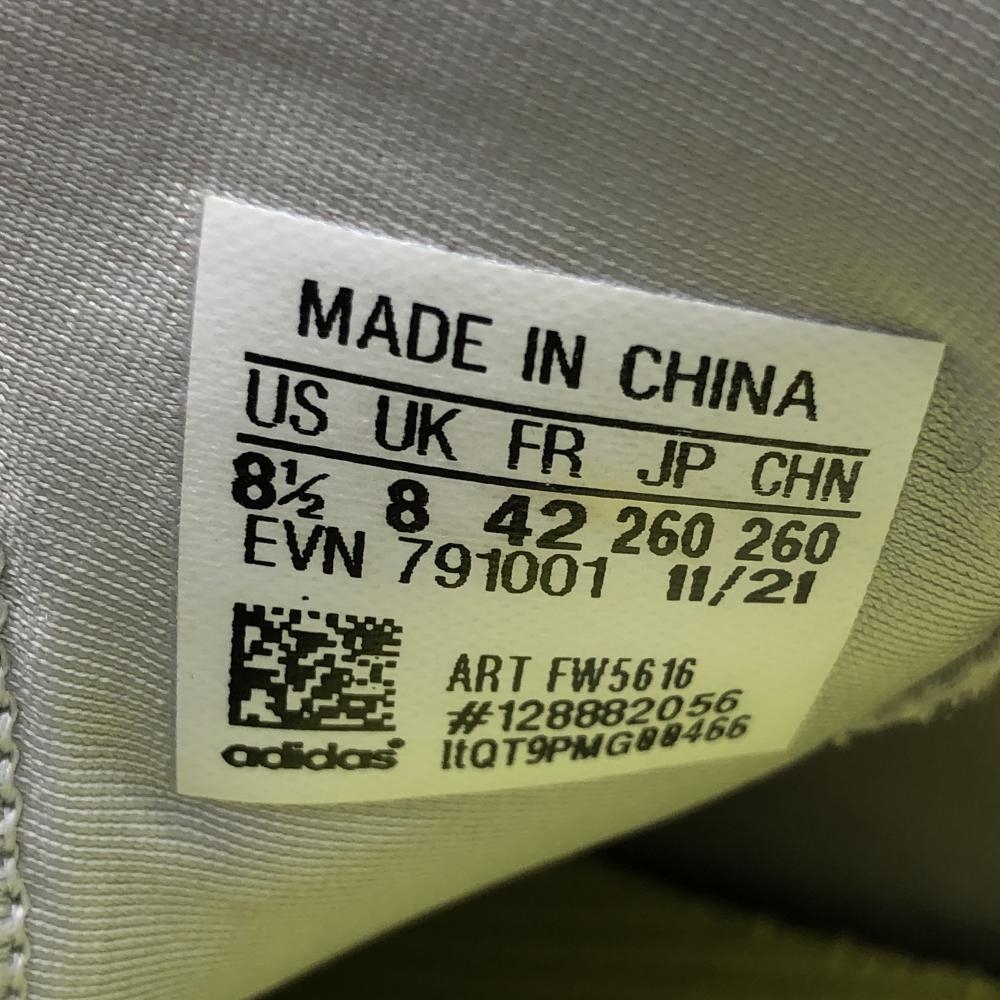 MADE IN CHINA
US UK FR JP CHN
8½ 8 42 260 260
EVN 791001 11/21
ART FW5616
#128882056
ItQT9PMG00466
adidas®